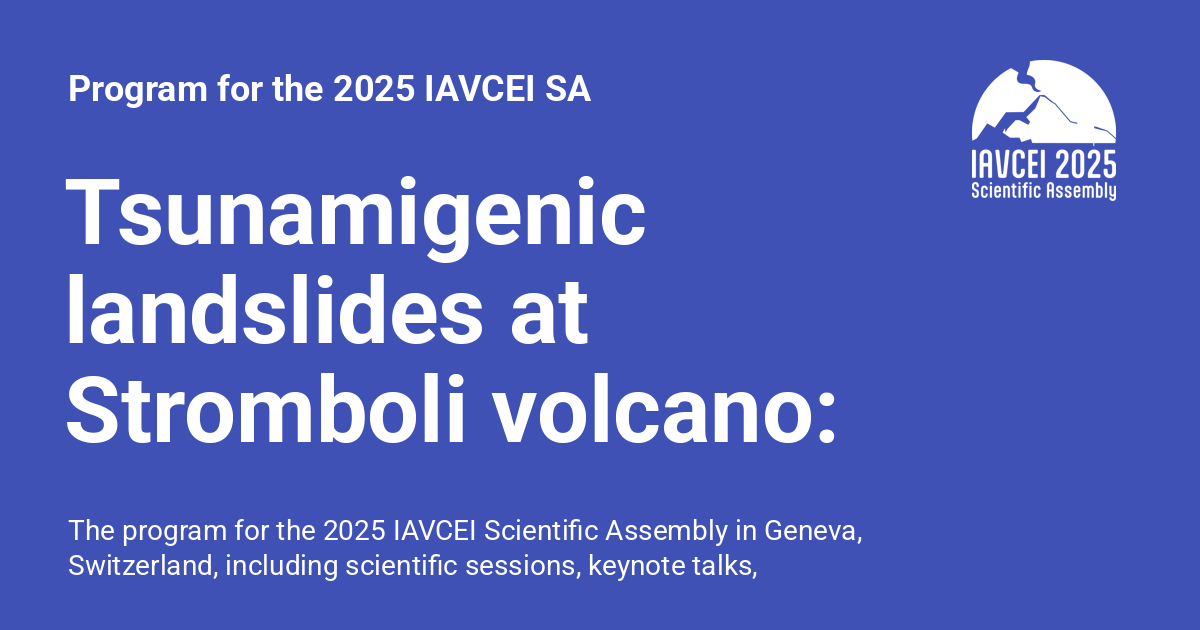 Program for the 2025 IAVCEI SA
IAVCEI 2025
Scientific Assembly
Tsunamigenic
landslides at
Stromboli volcano:
The program for the 2025 IAVCEI Scientific Assembly in Geneva,
Switzerland, including scientific sessions, keynote talks,